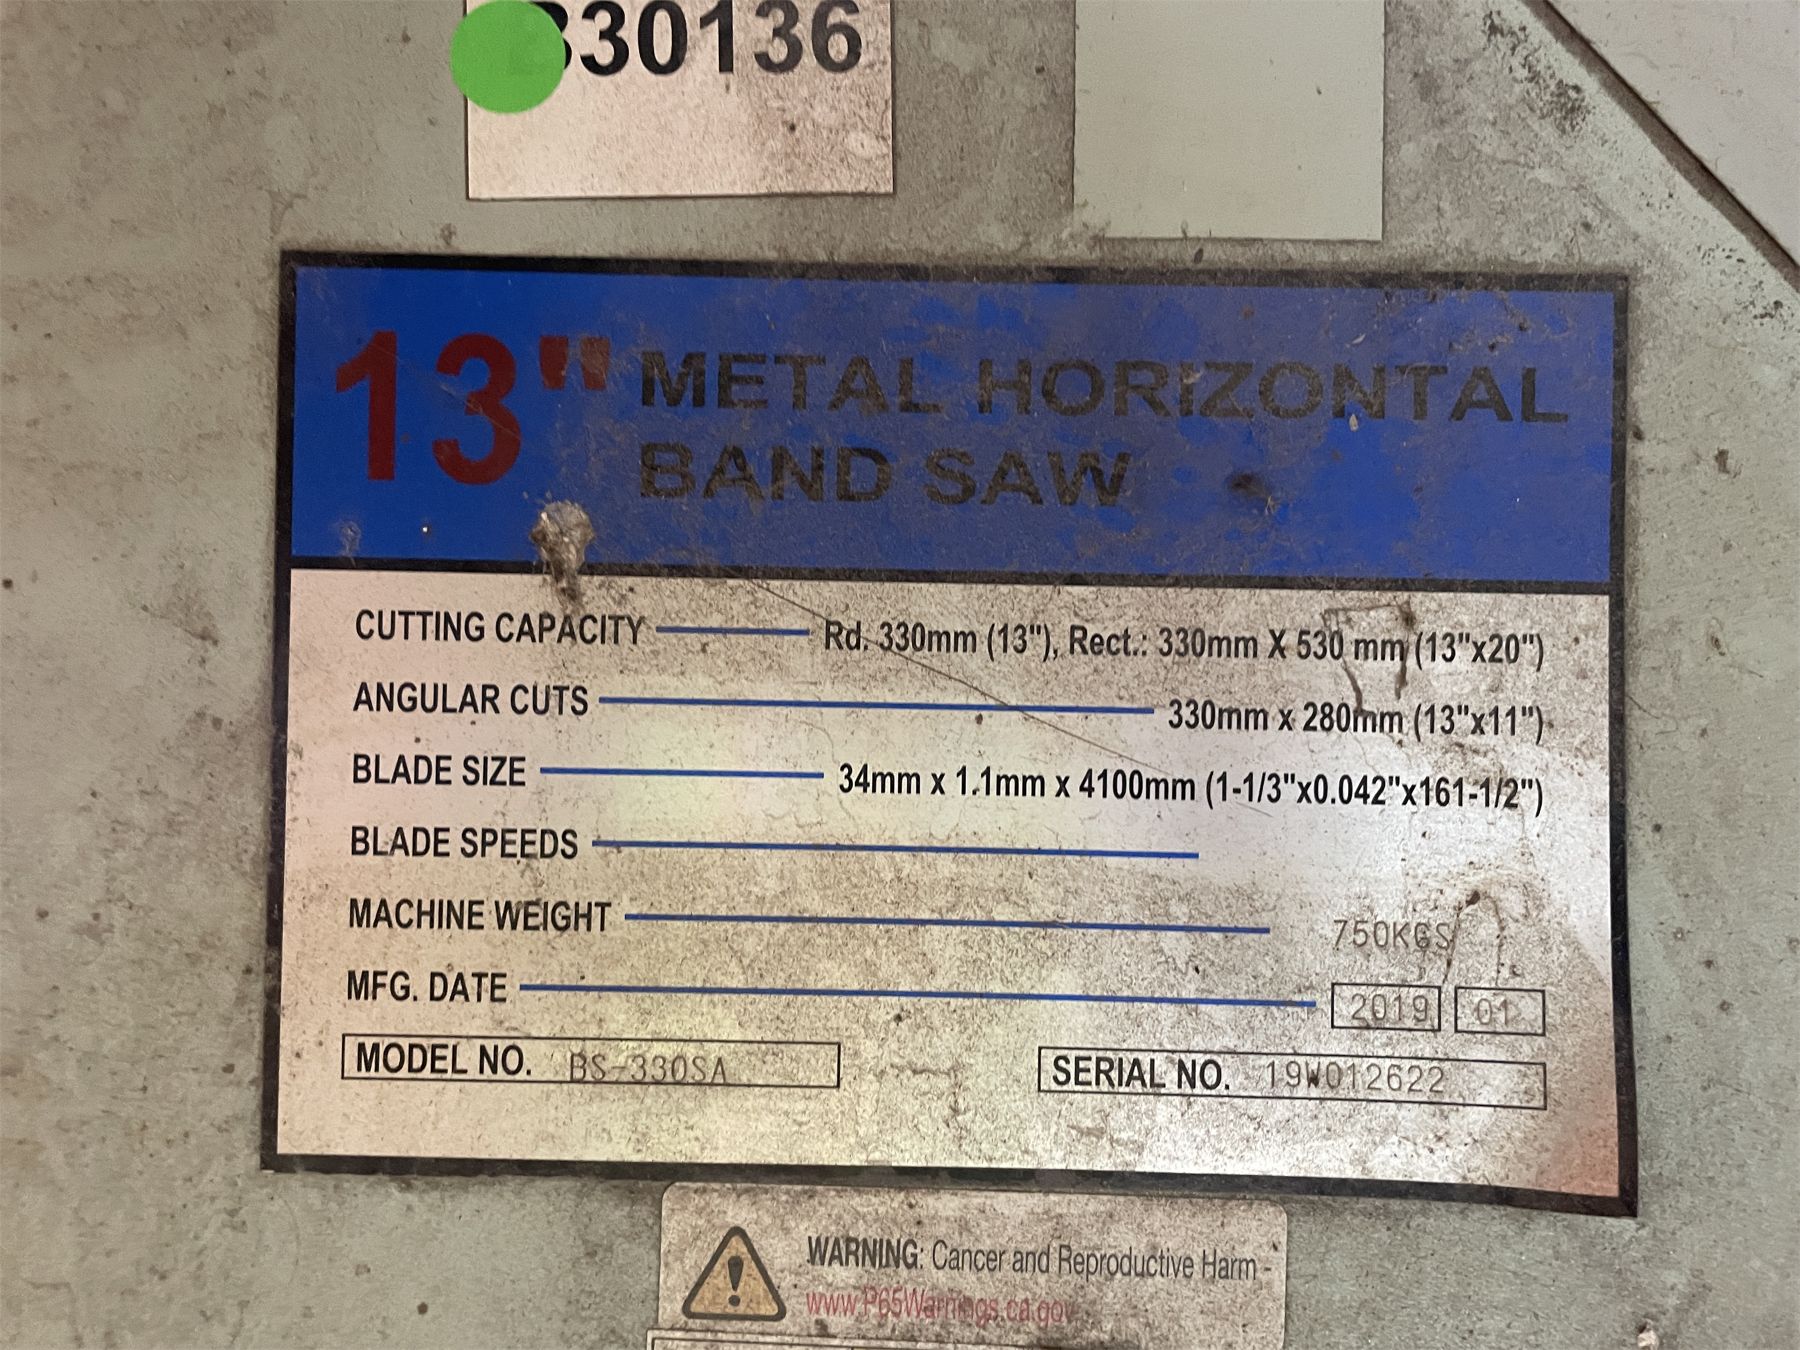 330136
13" METAL HORIZONTAL
BAND SAW
CUTTING CAPACITY Rd. 330mm (13"), Rect.: 330mm X 530 mm (13"x20")
ANGULAR CUTS 330mm x 280mm (13"x11")
BLADE SIZE 34mm x 1.1mm x 4100mm (1-1/3"x0.042"x161-1/2")
BLADE SPEEDS
MACHINE WEIGHT 750KGS
MFG. DATE 2019 01
MODEL NO. BS-330SA
SERIAL NO. 19W012622
WARNING: Cancer and Reproductive Harm -
www.P65Warnings.ca.gov